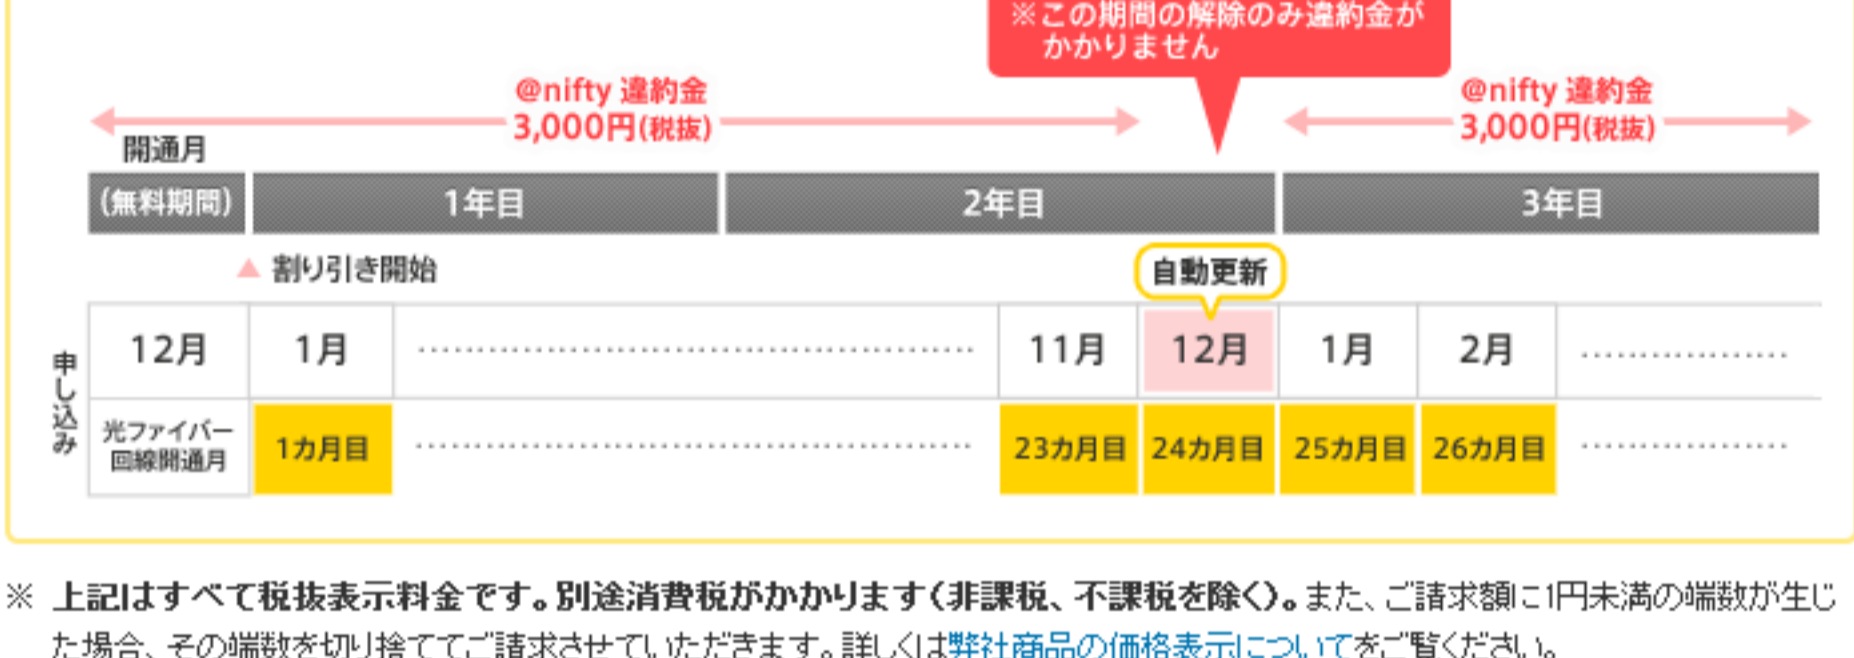 ※この期間の解除のみ違約金が
かかりません
@nifty 違約金
3,000円(税抜)
@nifty 違約金
3,000円(税抜)
開通月
(無料期間)
1年目
2年目
3年目
割り引き開始
自動更新
申し込み
12月
1月
11月
12月
1月
2月
光ファイバー
回線開通月
1カ月目
23カ月目
24カ月目
25カ月目
26カ月目
※ 上記はすべて税抜表示料金です。別途消費税がかかります(非課税、不課税を除く)。また、ご請求額に1円未満の端数が生じ
た場合、その端数を切り捨ててご請求させていただきます。詳しくは弊社商品の価格表示についてをご覧ください。